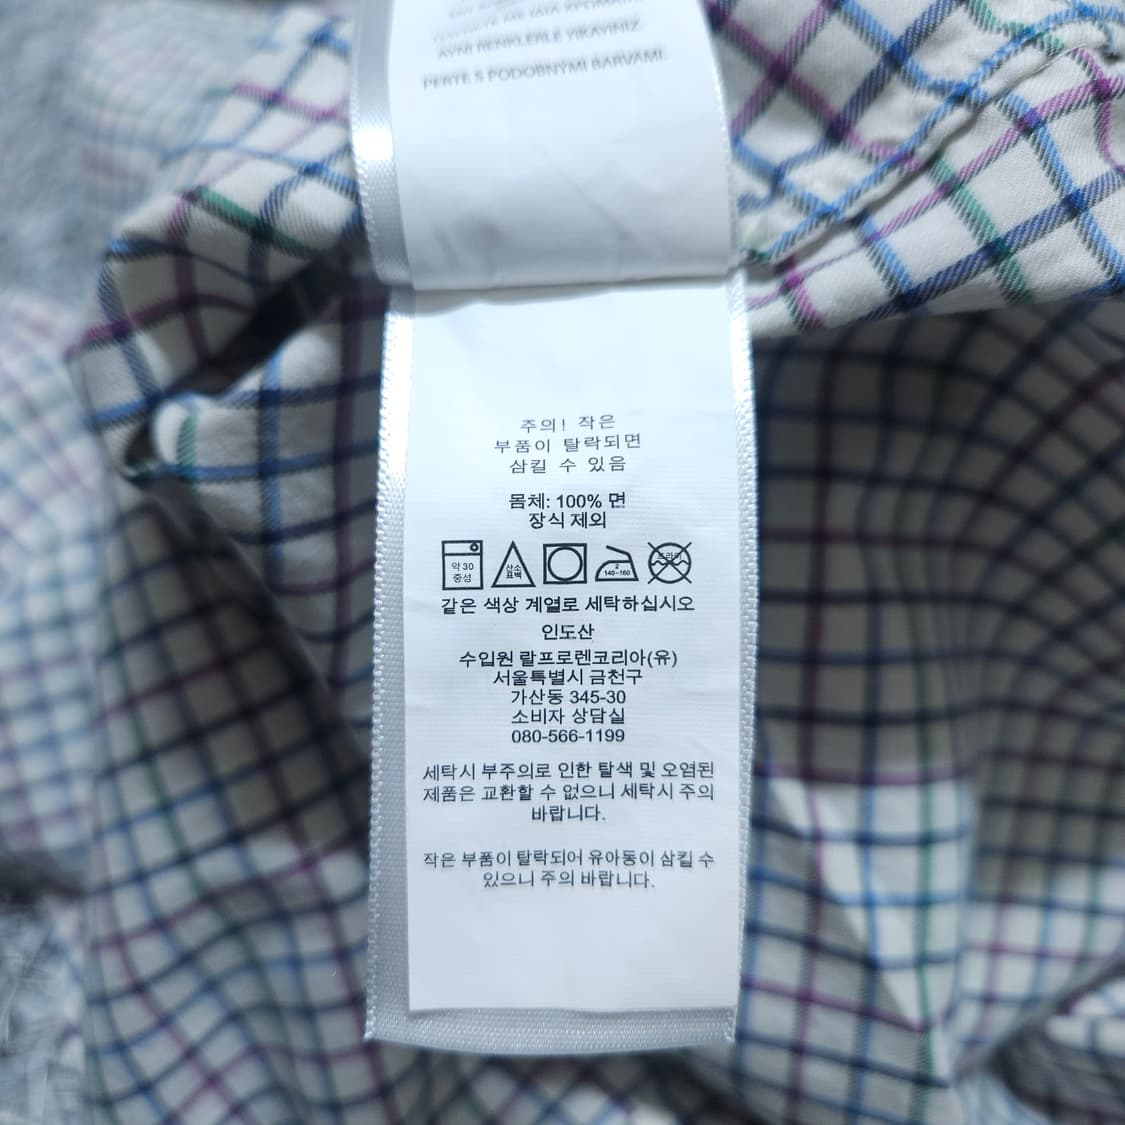 AYNI RENKLERLE YIKAYINIZ.
PERTE S PODOBNÝMI BARVAMI.
주의! 작은
부품이 탈락되면
삼킬 수 있음
몸체: 100% 면
장식 제외
약 30
중성
산소
표백
2
140~160
드라이
같은 색상 계열로 세탁하십시오
인도산
수입원 랄프로렌코리아(유)
서울특별시 금천구
가산동 345-30
소비자 상담실
080-566-1199
세탁시 부주의로 인한 탈색 및 오염된
제품은 교환할 수 없으니 세탁시 주의
바랍니다.
작은 부품이 탈락되어 유아둥이 삼킬 수
있으니 주의 바랍니다.